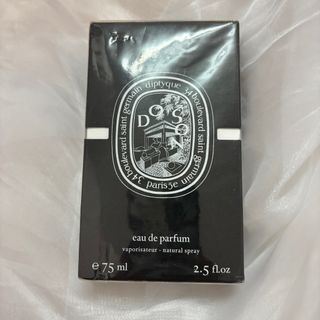 34 boulevard saint germain diptyque 34 boulevard saint germain
paris 5e
DO
SON
eau de parfum
vaporisateur - natural spray
e 75 ml
2.5 fl.oz